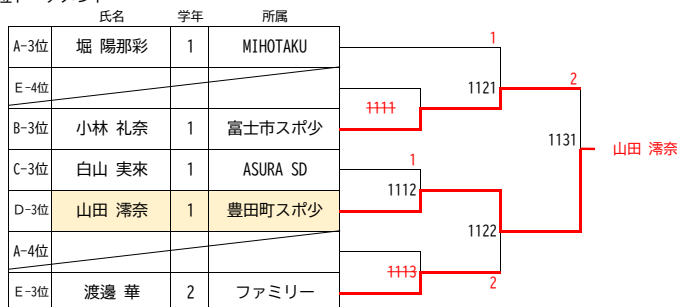 氏名 学年 所属
A-3位 堀 陽那彩 1 MIHOTAKU
1
E-4位
1121
2
1111
B-3位 小林 礼奈 1 富士市スポ少
1131
山田 澪奈
C-3位 白山 実來 1 ASURA SD
1
1112
D-3位 山田 澪奈 1 豊田町スポ少
1122
A-4位
1113
2
E-3位 渡邊 華 2 ファミリー